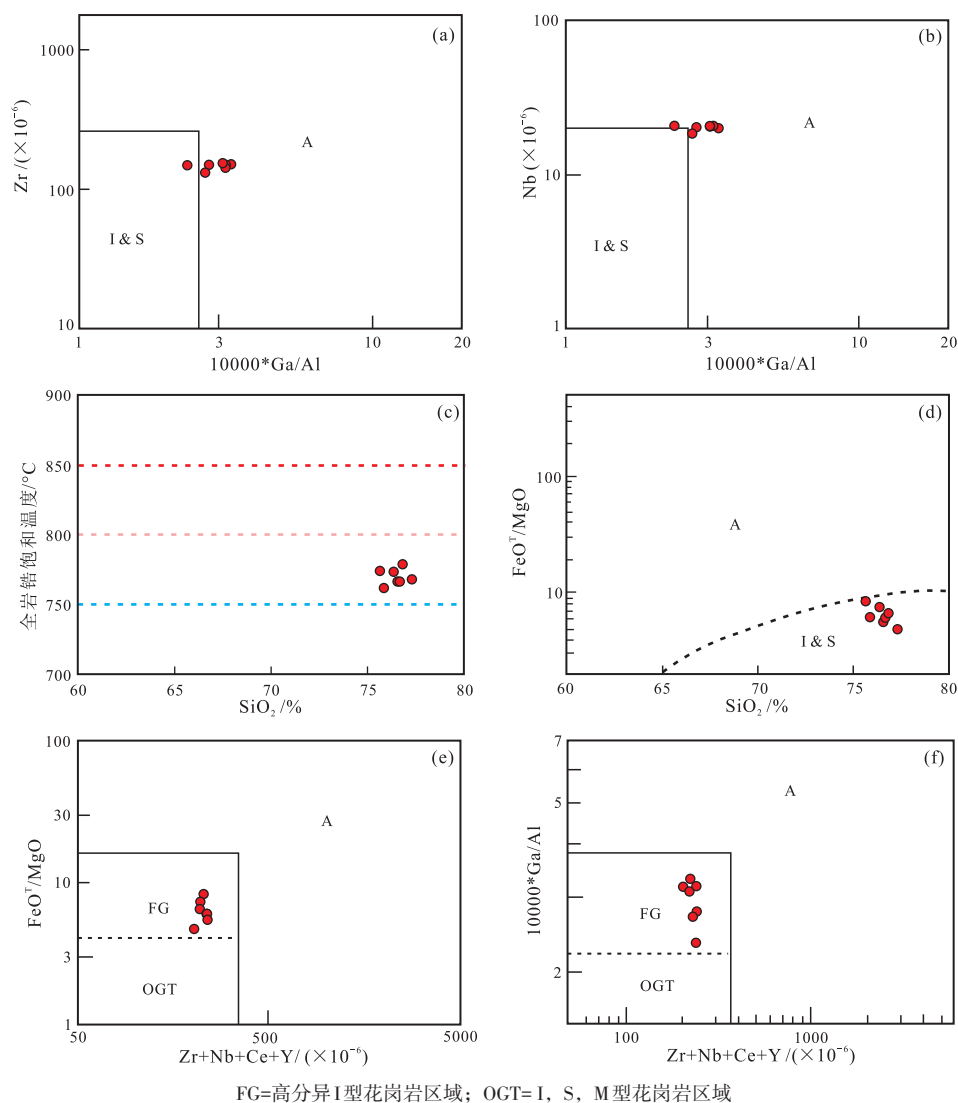 (a)
1000
100
10
Zr /(×10⁻⁶)
A
I & S
1
3
10
20
10000*Ga/Al
(b)
100
10
1
Nb (×10⁻⁶)
A
I & S
1
3
10
20
10000*Ga/Al
(c)
900
850
800
750
700
全岩锆饱和温度/°C
60
65
70
75
80
SiO₂ /%
(d)
100
10
FeOᵀ/MgO
A
I & S
60
65
70
75
80
SiO₂ /%
(e)
100
30
10
3
1
FeOᵀ/MgO
A
FG
OGT
50
500
5000
Zr+Nb+Ce+Y/ (×10⁻⁶)
(f)
7
5
2
10000*Ga/Al
A
FG
OGT
100
1000
Zr+Nb+Ce+Y /(×10⁻⁶)
FG=高分异I型花岗岩区域；OGT= I，S，M型花岗岩区域